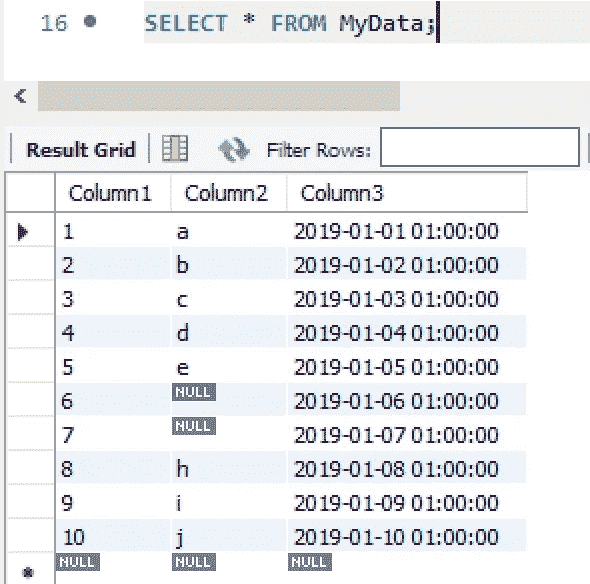 16 SELECT * FROM MyData;
Result Grid Filter Rows:
Column1 Column2 Column3
1 a 2019-01-01 01:00:00
2 b 2019-01-02 01:00:00
3 c 2019-01-03 01:00:00
4 d 2019-01-04 01:00:00
5 e 2019-01-05 01:00:00
6 NULL 2019-01-06 01:00:00
7 NULL 2019-01-07 01:00:00
8 h 2019-01-08 01:00:00
9 i 2019-01-09 01:00:00
10 j 2019-01-10 01:00:00
NULL NULL NULL